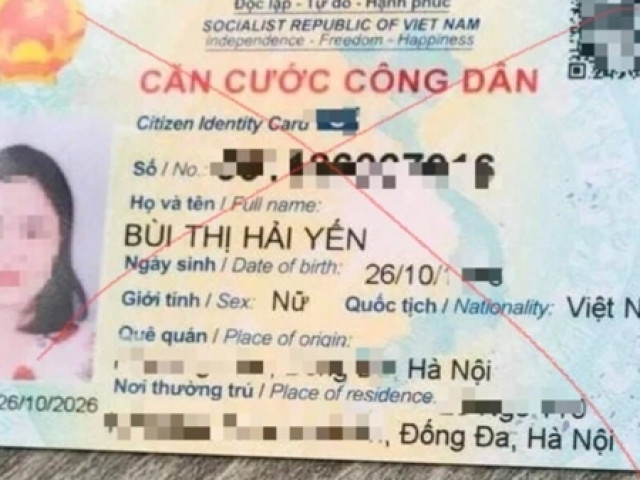 Độc lập - Tự do - Hạnh phúc
SOCIALIST REPUBLIC OF VIET NAM
Independence - Freedom - Happiness
CĂN CƯỚC CÔNG DÂN
Citizen Identity Card
Số / No.:
Họ và tên / Full name:
BÙI THỊ HẢI YẾN
Ngày sinh / Date of birth: 26/10/
Giới tính / Sex: Nữ Quốc tịch / Nationality: Việt N
Quê quán / Place of origin:
Hà Nội
Nơi thường trú / Place of residence.
26/10/2026
, Đống Đa, Hà Nội